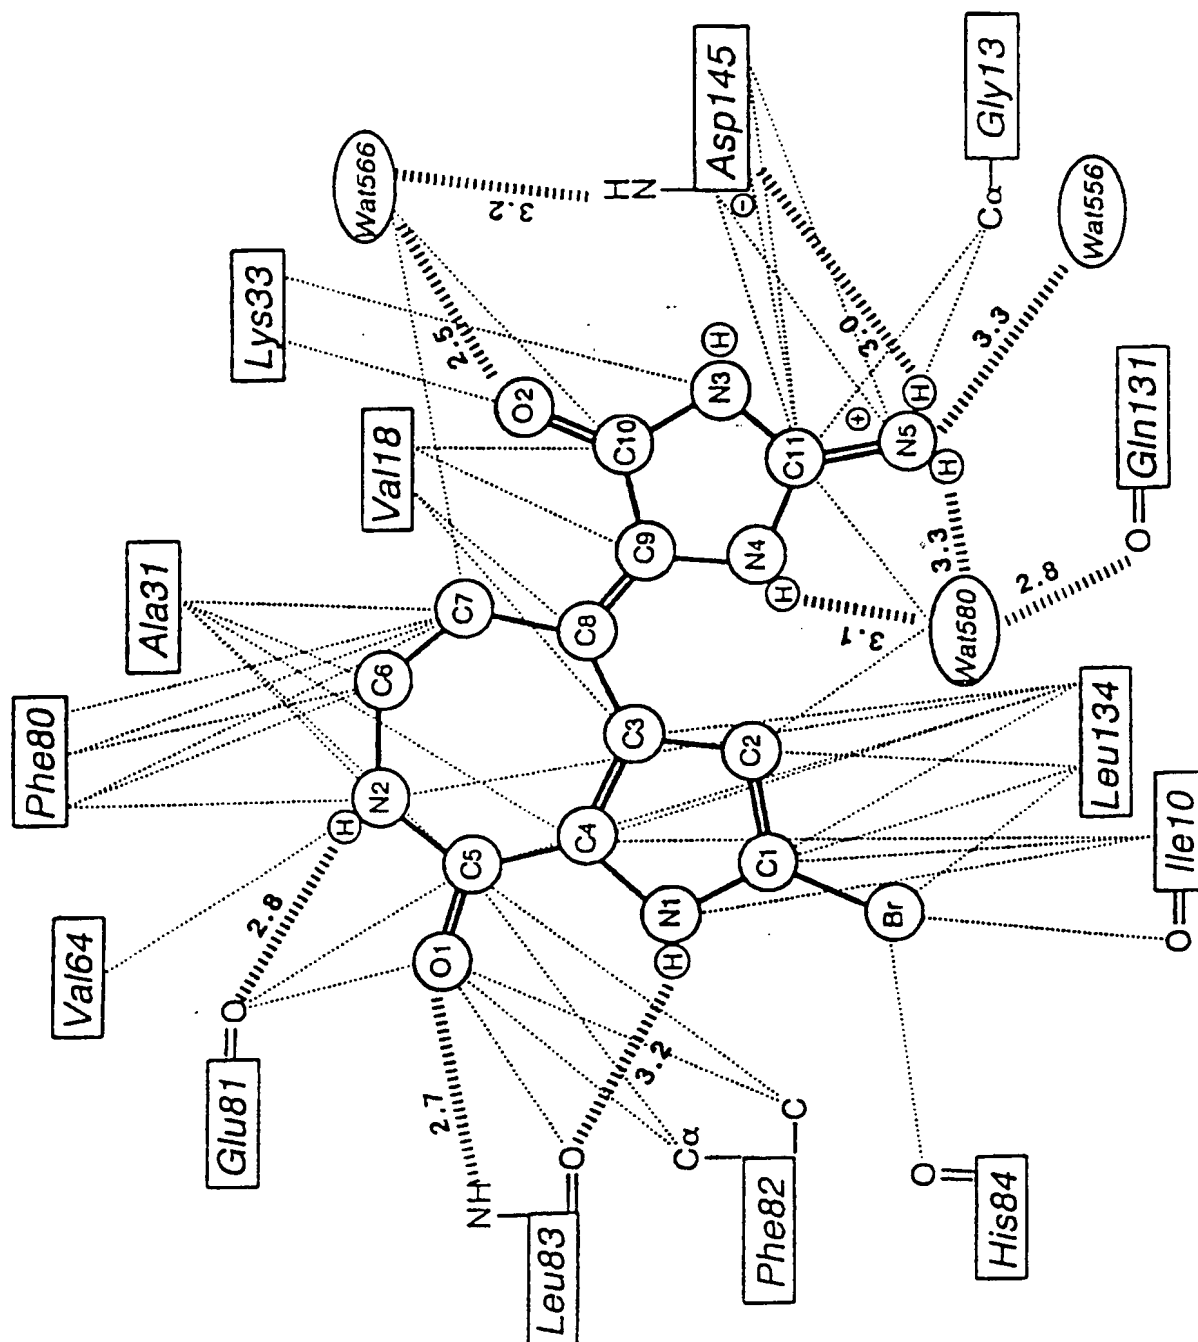 Phe80
Val64
Ala31
Glu81
O
2.8
Lys33
Wat566
H
Val18
N2
C6
2.7
O1
2.5
C5
C7
NH
3.2
O2
Leu83
O
C4
C8
HN
3.2
C3
C9
C10
H
N1
Cα
Phe82
C
C1
C2
N4
N3
H
H
Asp145
−
C11
+
3.1
3.0
Br
N5
H
H
O
3.3
Wat580
3.3
Cα
Gly13
His84
2.8
Leu134
Wat556
O
Ile10
O
Gln131